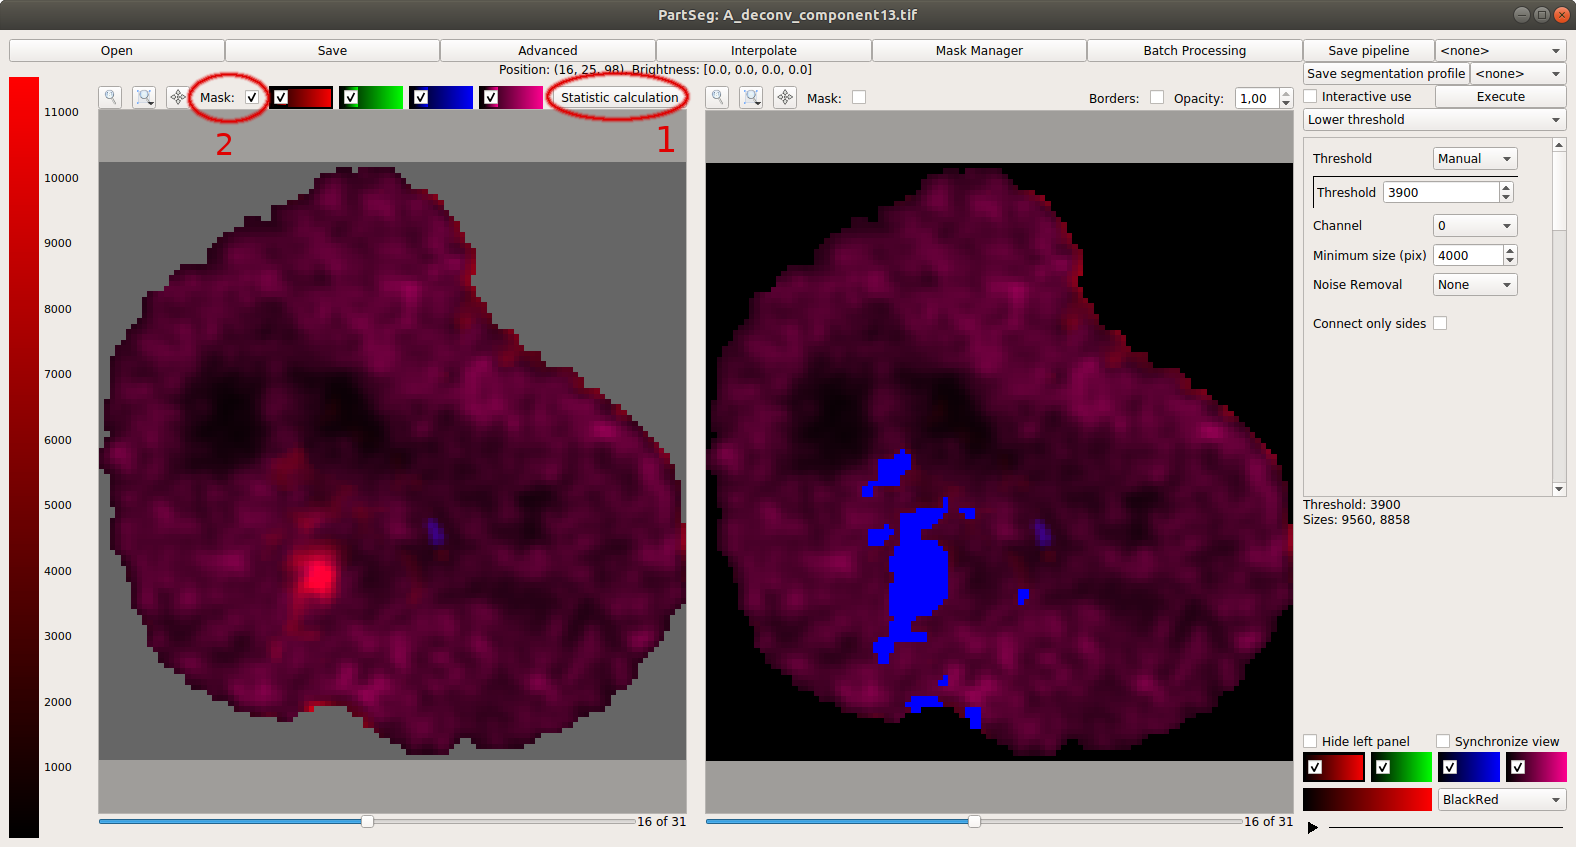 PartSeg: A_deconv_component13.tif
Open Save Advanced Interpolate Mask Manager Batch Processing Save pipeline <none>
Position: (16, 25, 98), Brightness: [0.0, 0.0, 0.0, 0.0]
Save segmentation profile <none>
Mask: Statistic calculation Mask: Borders: Opacity: 1,00
Interactive use Execute
Lower threshold
2 1
11000
10000
9000
8000
7000
6000
5000
4000
3000
2000
1000
Threshold Manual
Threshold 3900
Channel 0
Minimum size (pix) 4000
Noise Removal None
Connect only sides
Threshold: 3900
Sizes: 9560, 8858
Hide left panel Synchronize view
BlackRed
16 of 31 16 of 31